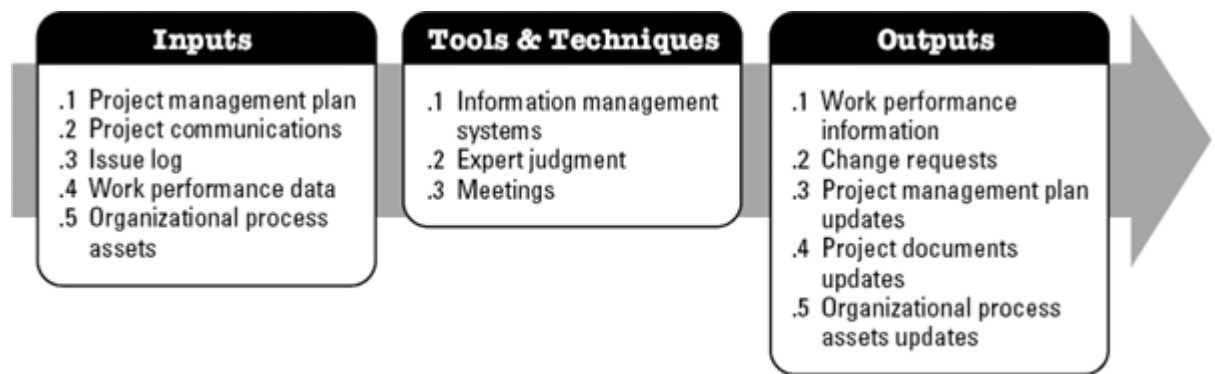 Inputs
.1 Project management plan
.2 Project communications
.3 Issue log
.4 Work performance data
.5 Organizational process
assets
Tools & Techniques
.1 Information management
systems
.2 Expert judgment
.3 Meetings
Outputs
.1 Work performance
information
.2 Change requests
.3 Project management plan
updates
.4 Project documents
updates
.5 Organizational process
assets updates